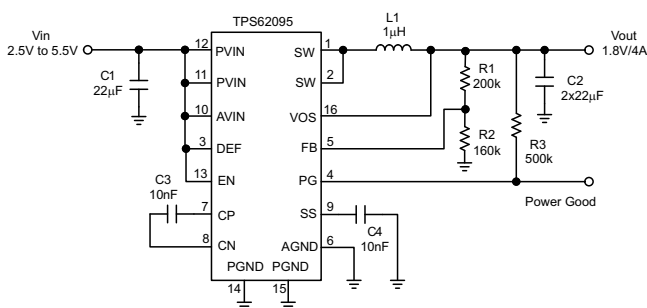 TPS62095
Vin
2.5V to 5.5V
C1
22μF
12
PVIN
11
PVIN
10
AVIN
3
DEF
13
EN
C3
10nF
7
CP
8
CN
PGND PGND
14
15
SW
1
SW
2
VOS
16
FB
5
PG
4
SS
9
AGND
6
C4
10nF
L1
1μH
R1
200k
R2
160k
R3
500k
C2
2x22μF
Vout
1.8V/4A
Power Good